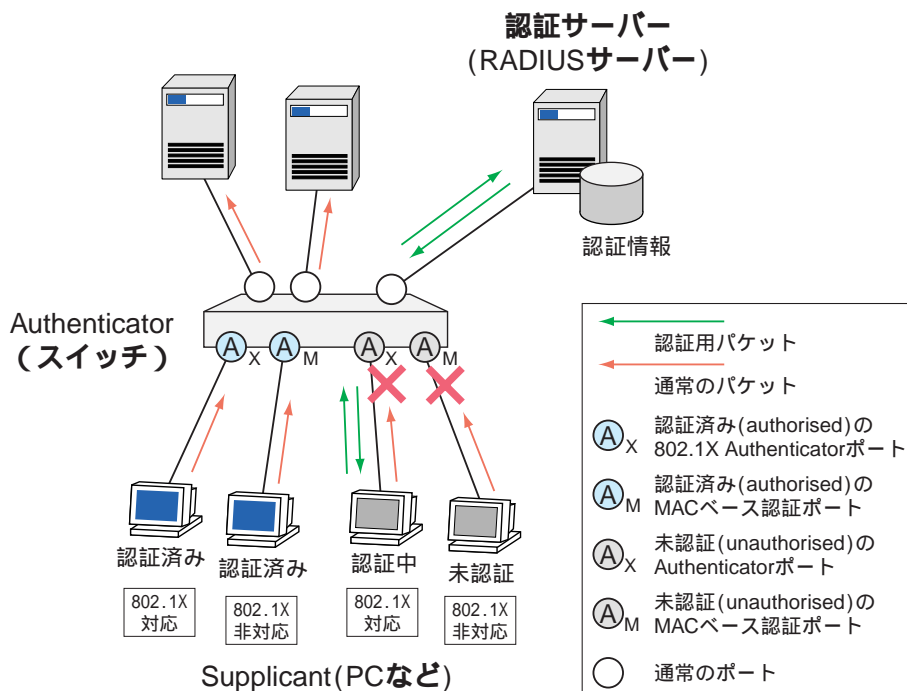 認証サーバー
(RADIUSサーバー)
認証情報
Authenticator
(スイッチ)
A X
A M
A X
A M
認証済み
認証済み
認証中
未認証
802.1X
対応
802.1X
非対応
802.1X
対応
802.1X
非対応
Supplicant(PCなど)
認証用パケット
通常のパケット
A X
認証済み(authorised)の
802.1X Authenticatorポート
A M
認証済み(authorised)の
MACベース認証ポート
A X
未認証(unauthorised)の
Authenticatorポート
A M
未認証(unauthorised)の
MACベース認証ポート
通常のポート